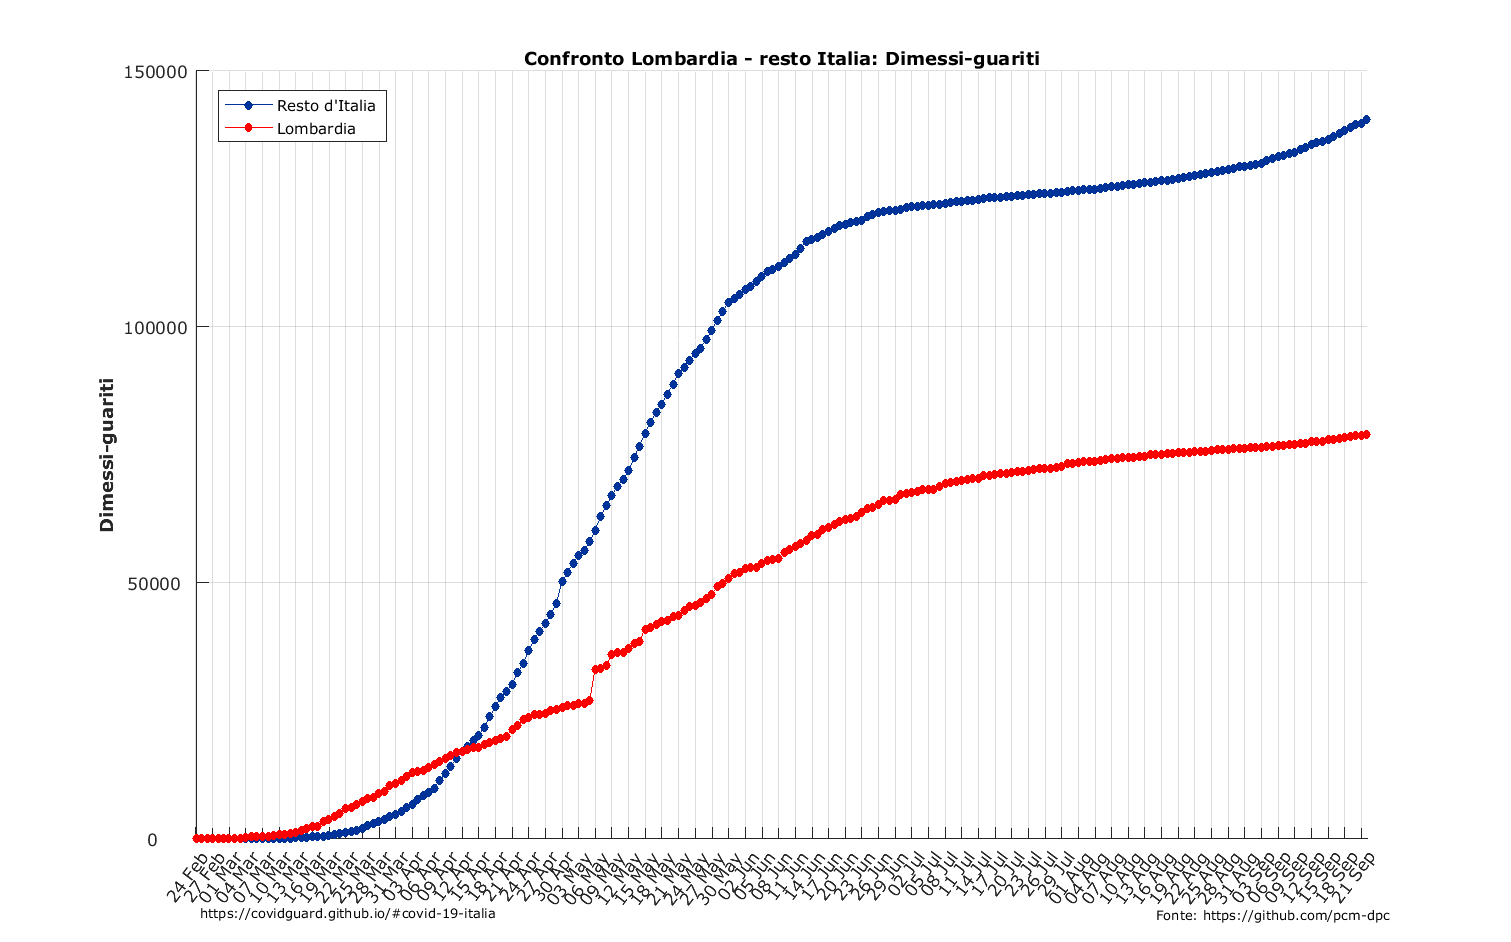 Confronto Lombardia - resto Italia: Dimessi-guariti
150000
100000
50000
0
Dimessi-guariti
Resto d'Italia
Lombardia
24 Feb
27 Feb
01 Mar
04 Mar
07 Mar
10 Mar
13 Mar
16 Mar
19 Mar
22 Mar
25 Mar
28 Mar
31 Mar
03 Apr
06 Apr
09 Apr
12 Apr
15 Apr
18 Apr
21 Apr
24 Apr
27 Apr
30 Apr
03 May
06 May
09 May
12 May
15 May
18 May
21 May
24 May
27 May
30 May
02 Jun
05 Jun
08 Jun
11 Jun
14 Jun
17 Jun
20 Jun
23 Jun
26 Jun
29 Jun
02 Jul
05 Jul
08 Jul
11 Jul
14 Jul
17 Jul
20 Jul
23 Jul
26 Jul
29 Jul
01 Aug
04 Aug
07 Aug
10 Aug
13 Aug
16 Aug
19 Aug
22 Aug
25 Aug
28 Aug
31 Aug
03 Sep
06 Sep
09 Sep
12 Sep
15 Sep
18 Sep
21 Sep
https://covidguard.github.io/#covid-19-italia
Fonte: https://github.com/pcm-dpc